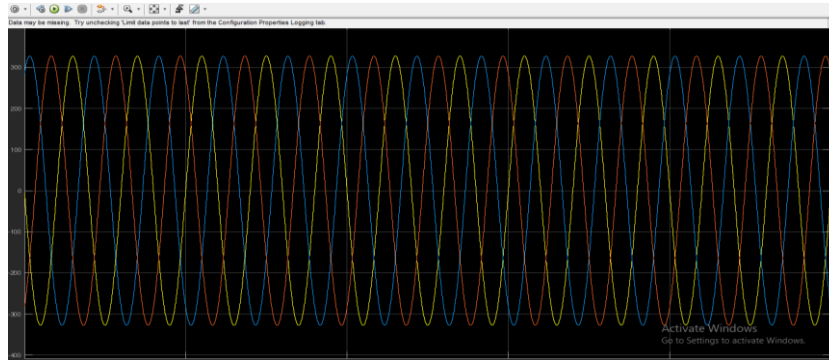 Data may be missing. Try unchecking 'Limit data points to last' from the Configuration Properties Logging tab.
300
200
100
0
-100
-200
-300
-400
Activate Windows
Go to Settings to activate Windows.